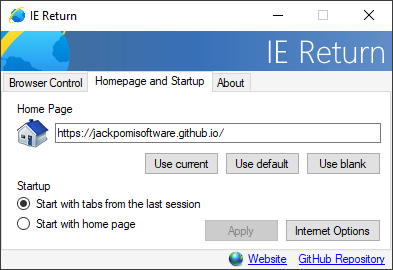 IE Return
IE Return
Browser Control Homepage and Startup About
Home Page
https://jackpomisoftware.github.io/
Use current Use default Use blank
Startup
Start with tabs from the last session
Start with home page
Apply Internet Options
Website GitHub Repository